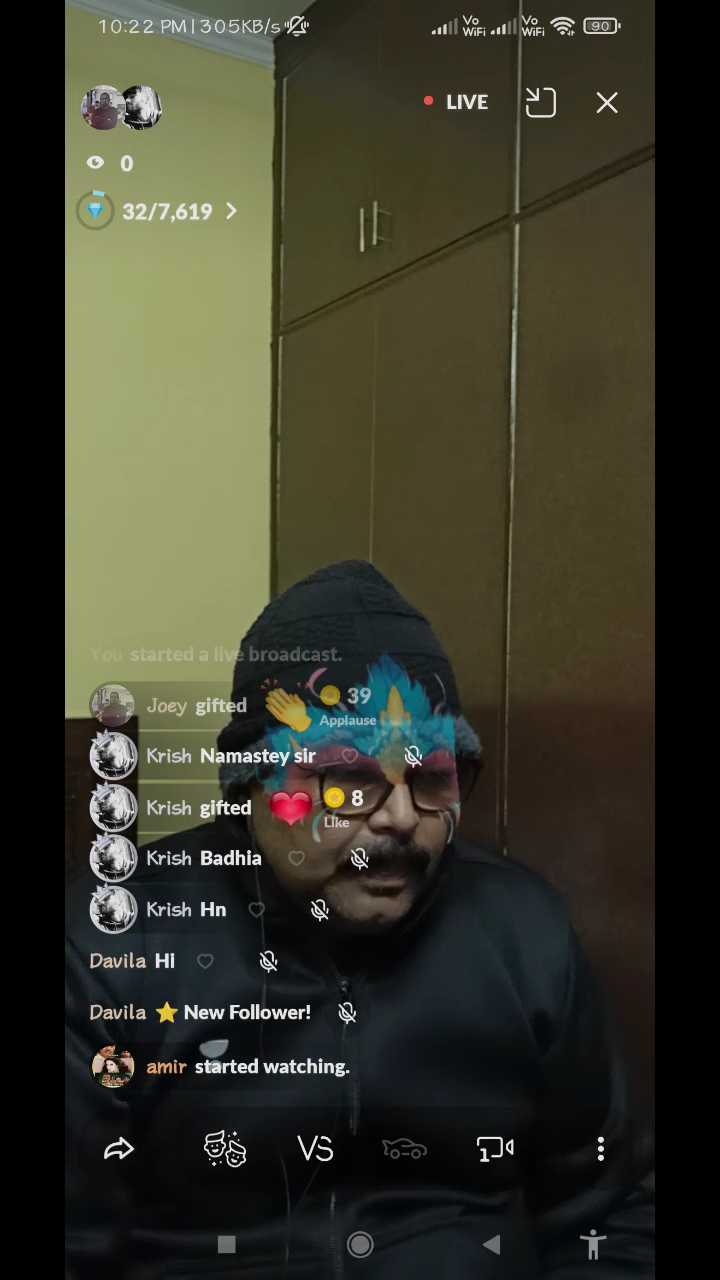 10:22 PM | 305KB/s Vo WiFi Vo WiFi 90
LIVE
0
32/7,619
You started a live broadcast.
Joey gifted 39
Applause
Krish Namastey sir
Krish gifted 8
Like
Krish Badhia
Krish Hn
Davila Hi
Davila New Follower!
amir started watching.
VS
1